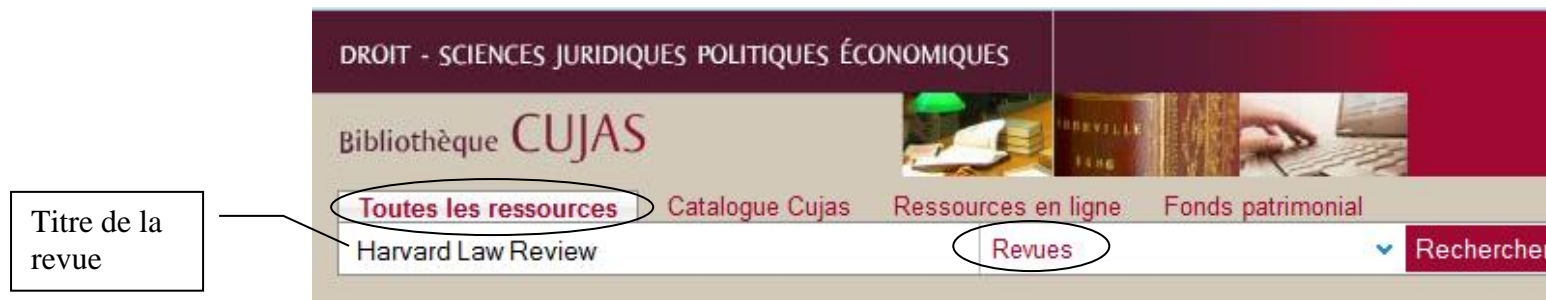 DROIT - SCIENCES JURIDIQUES POLITIQUES ÉCONOMIQUES
Bibliothèque CUJAS
Toutes les ressources Catalogue Cujas Ressources en ligne Fonds patrimonial
Titre de la
revue
Harvard Law Review Revues Rechercher